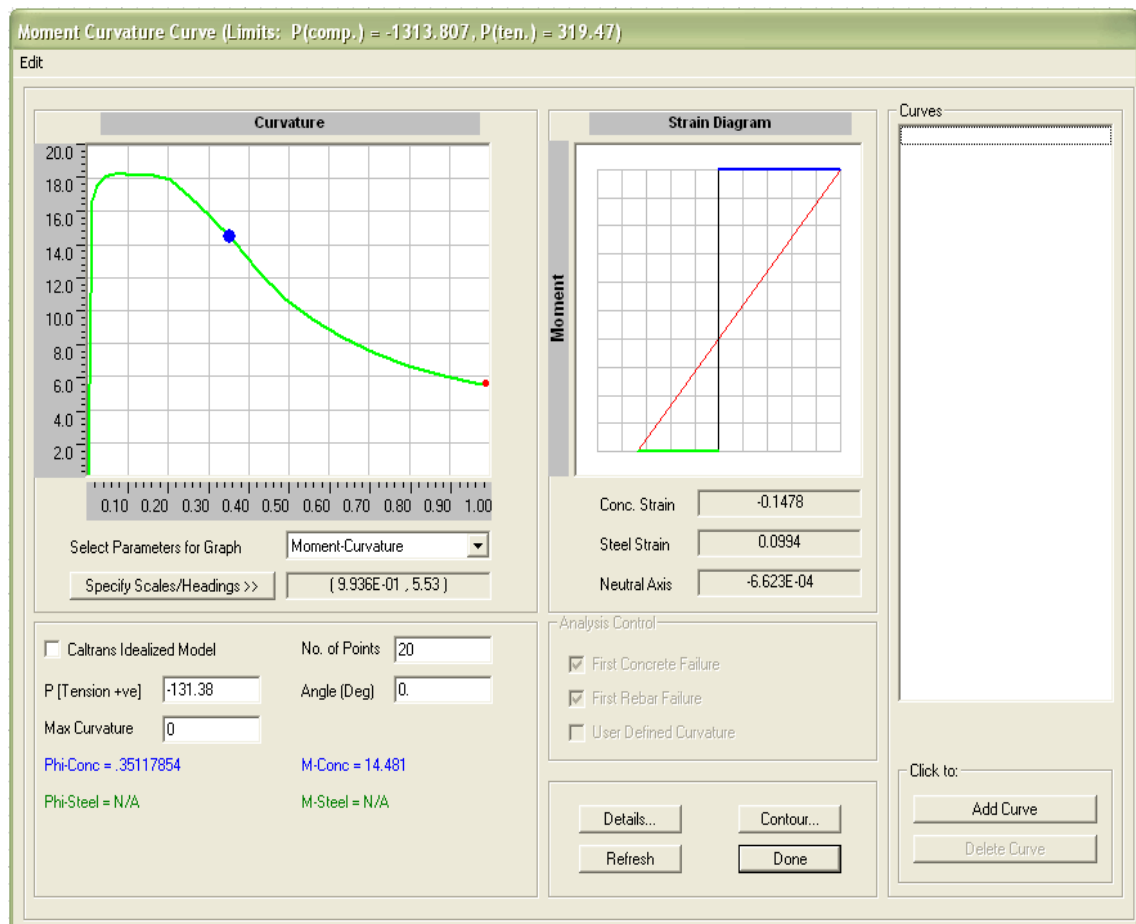 Moment Curvature Curve (Limits: P(comp.) = -1313.807, P(ten.) = 319.47)
Edit
Curvature
20.0
18.0
16.0
14.0
12.0
10.0
8.0
6.0
4.0
2.0
0.10 0.20 0.30 0.40 0.50 0.60 0.70 0.80 0.90 1.00
Select Parameters for Graph Moment-Curvature
Specify Scales/Headings >> ( 9.936E-01 , 5.53 )
Strain Diagram
Moment
Conc. Strain -0.1478
Steel Strain 0.0994
Neutral Axis -6.623E-04
Curves
Caltrans Idealized Model No. of Points 20
P [Tension +ve] -131.38 Angle (Deg) 0.
Max Curvature 0
Phi-Conc = .35117854 M-Conc = 14.481
Phi-Steel = N/A M-Steel = N/A
Analysis Control
First Concrete Failure
First Rebar Failure
User Defined Curvature
Details... Contour...
Refresh Done
Click to:
Add Curve
Delete Curve